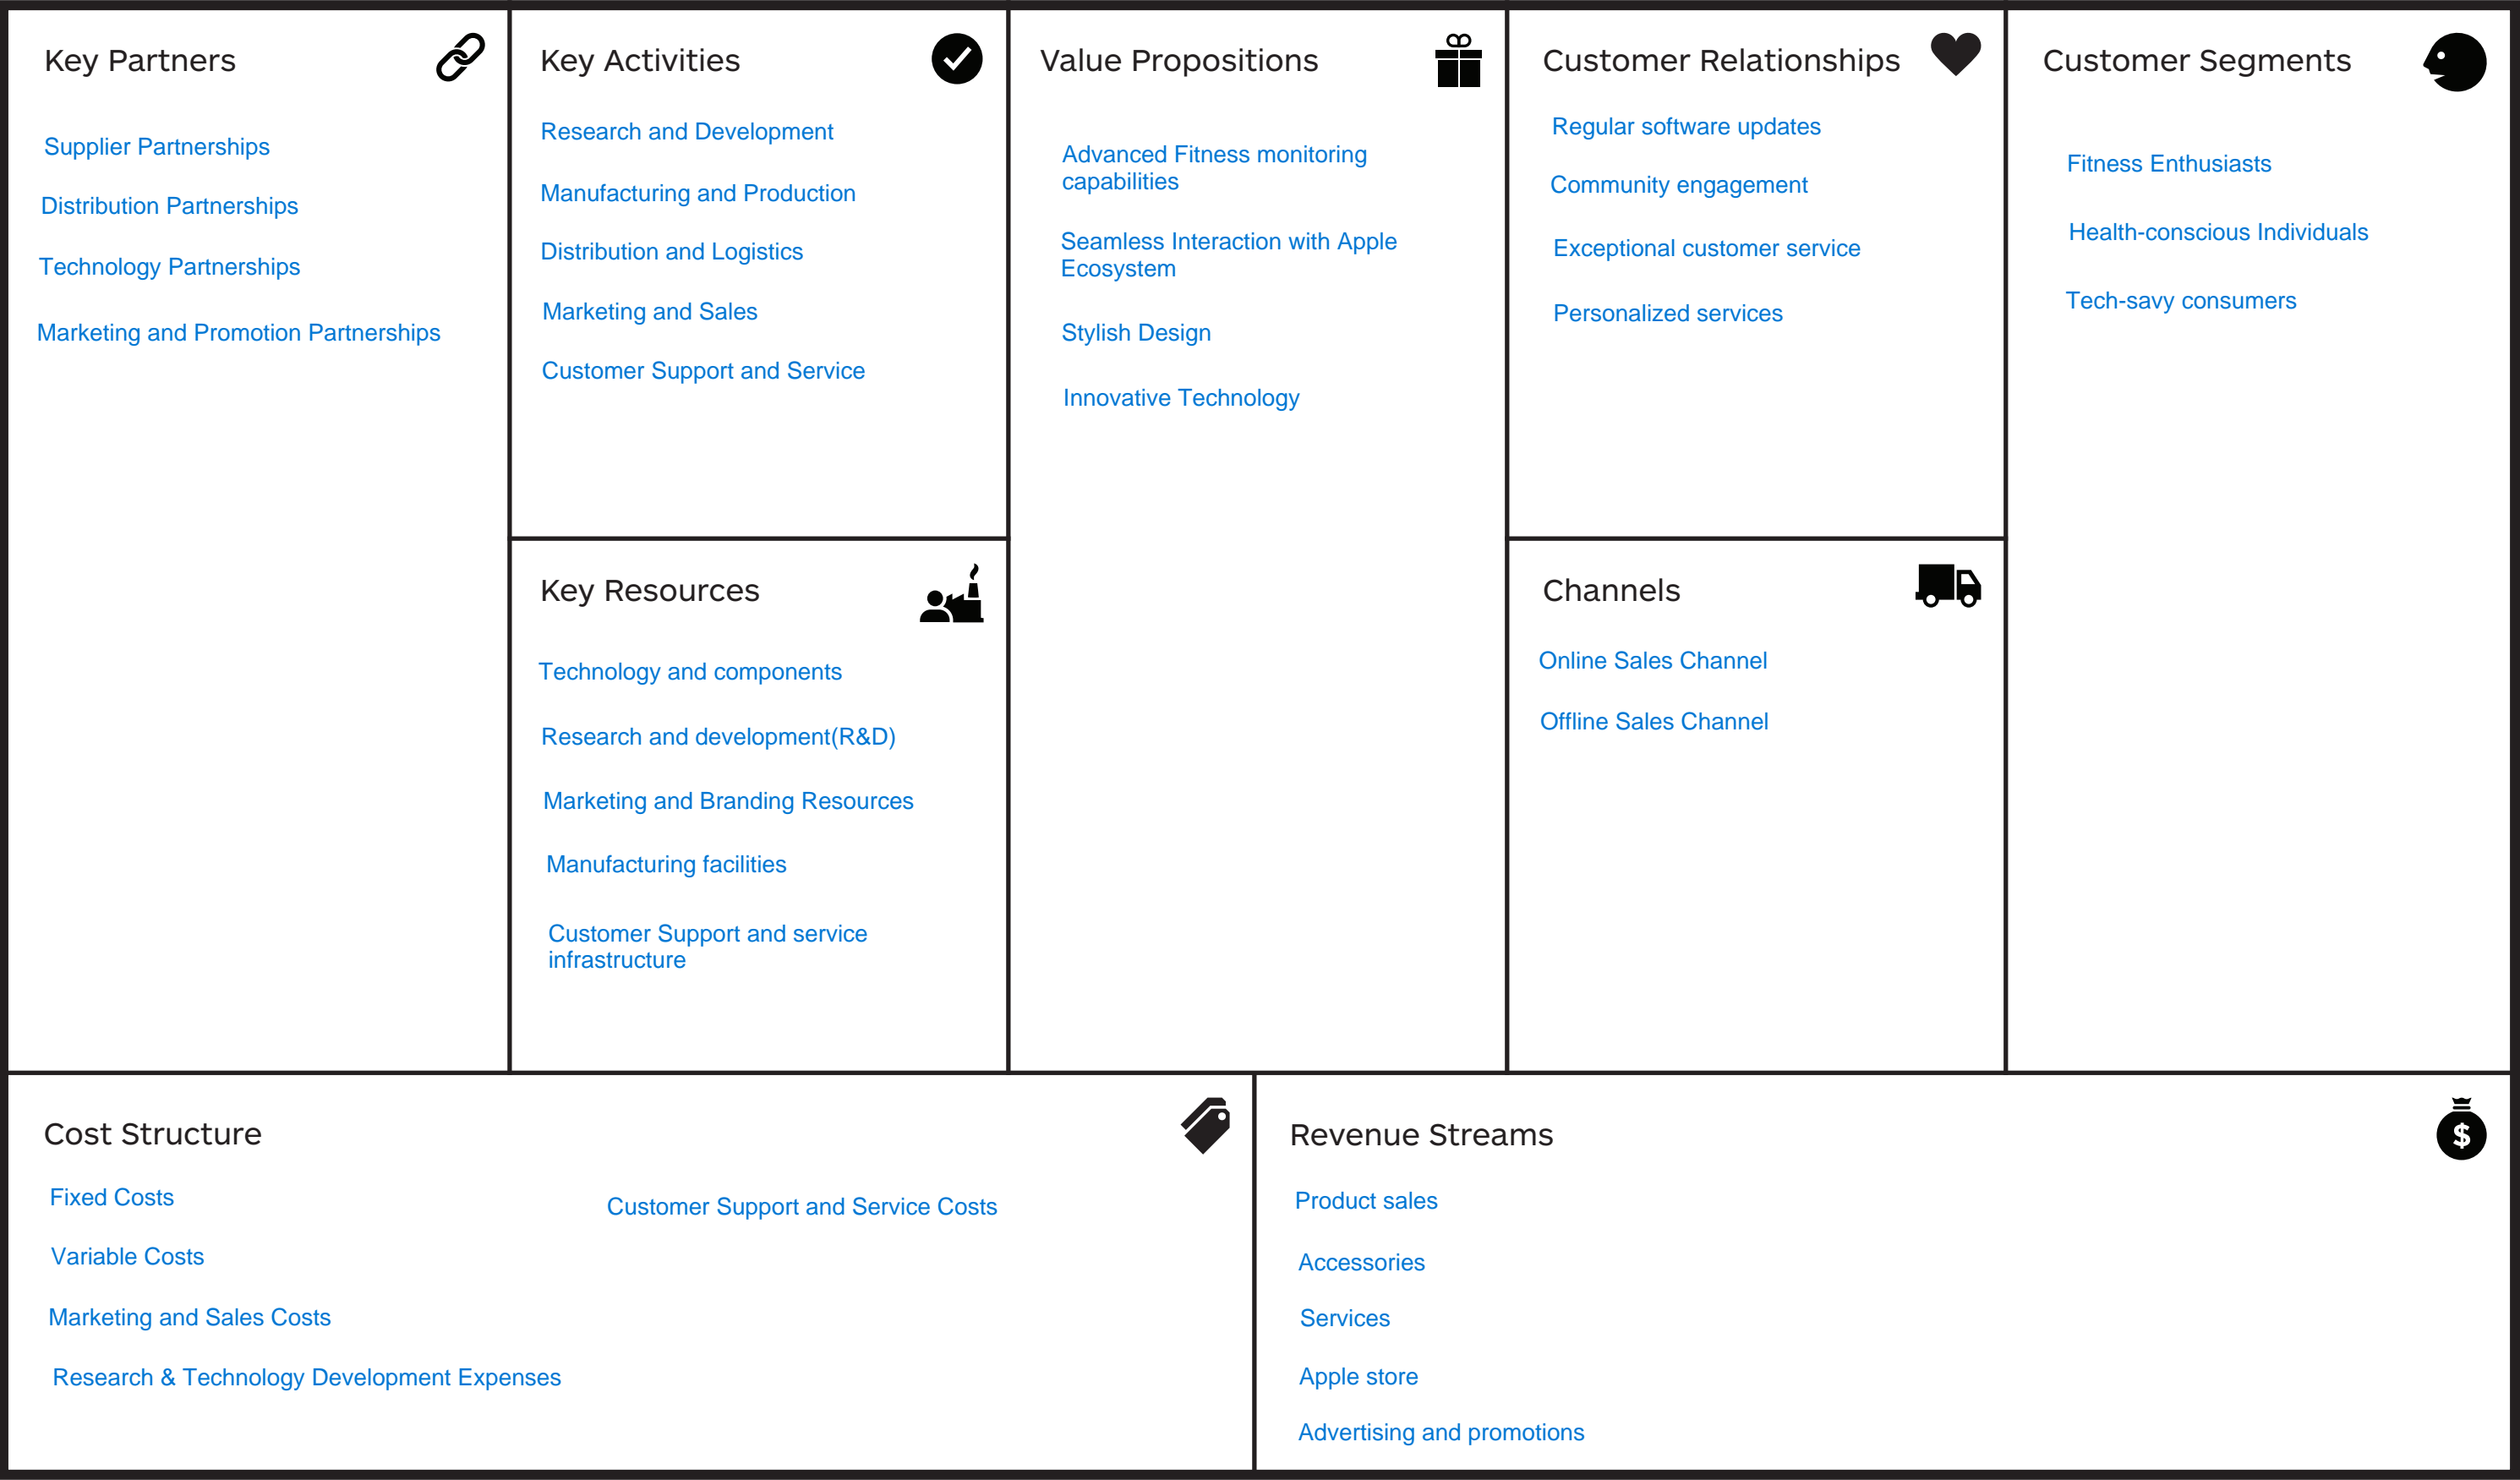 Key Partners
Supplier Partnerships
Distribution Partnerships
Technology Partnerships
Marketing and Promotion Partnerships
Key Activities
Research and Development
Manufacturing and Production
Distribution and Logistics
Marketing and Sales
Customer Support and Service
Key Resources
Technology and components
Research and development(R&D)
Marketing and Branding Resources
Manufacturing facilities
Customer Support and service
infrastructure
Value Propositions
Advanced Fitness monitoring
capabilities
Seamless Interaction with Apple
Ecosystem
Stylish Design
Innovative Technology
Customer Relationships
Regular software updates
Community engagement
Exceptional customer service
Personalized services
Channels
Online Sales Channel
Offline Sales Channel
Customer Segments
Fitness Enthusiasts
Health-conscious Individuals
Tech-savy consumers
Cost Structure
Fixed Costs
Variable Costs
Marketing and Sales Costs
Research & Technology Development Expenses
Customer Support and Service Costs
Revenue Streams
$
Product sales
Accessories
Services
Apple store
Advertising and promotions